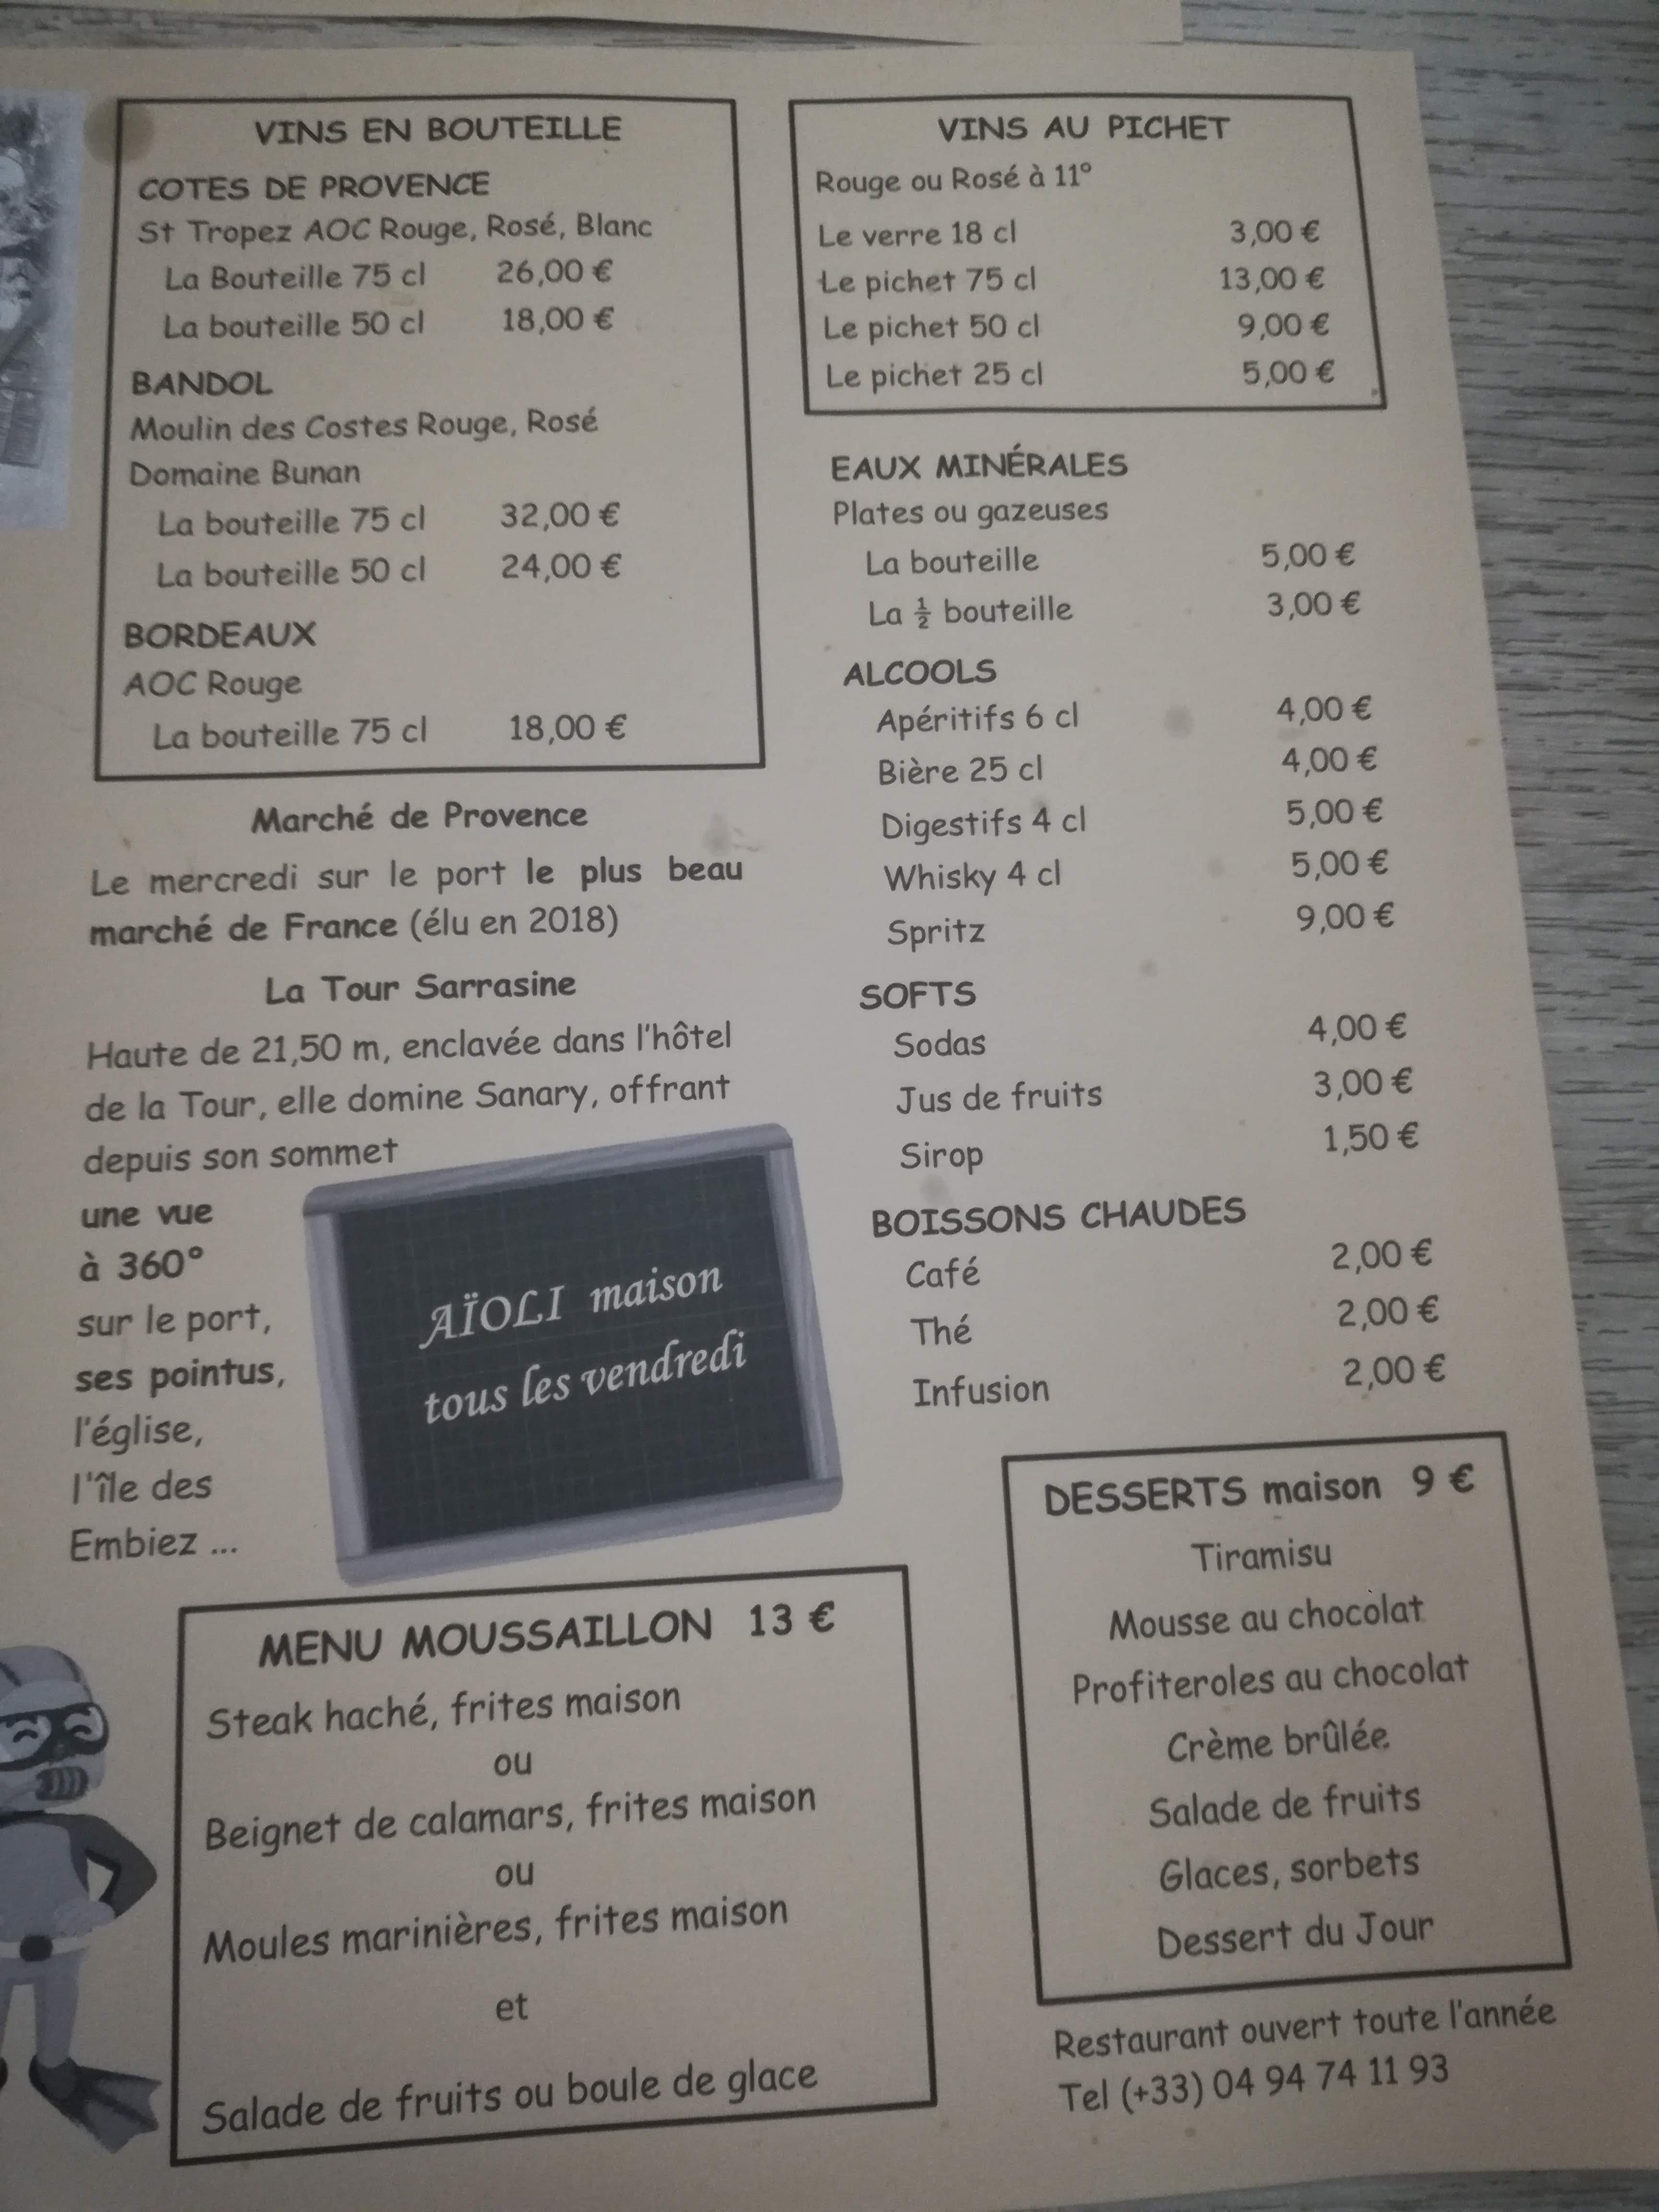 VINS EN BOUTEILLE
COTES DE PROVENCE
St Tropez AOC Rouge, Rosé, Blanc
La Bouteille 75 cl 26,00 €
La bouteille 50 cl 18,00 €
BANDOL
Moulin des Costes Rouge, Rosé
Domaine Bunan
La bouteille 75 cl 32,00 €
La bouteille 50 cl 24,00 €
BORDEAUX
AOC Rouge
La bouteille 75 cl 18,00 €
Marché de Provence
Le mercredi sur le port le plus beau
marché de France (élu en 2018)
La Tour Sarrasine
Haute de 21,50 m, enclavée dans l'hôtel
de la Tour, elle domine Sanary, offrant
depuis son sommet
une vue
à 360°
sur le port,
ses pointus,
l'église,
l'île des
Embiez ...
AÏOLI maison
tous les vendredi
MENU MOUSSAILLON 13 €
Steak haché, frites maison
ou
Beignet de calamars, frites maison
ou
Moules marinières, frites maison
et
Salade de fruits ou boule de glace
VINS AU PICHET
Rouge ou Rosé à 11°
Le verre 18 cl 3,00 €
Le pichet 75 cl 13,00 €
Le pichet 50 cl 9,00 €
Le pichet 25 cl 5,00 €
EAUX MINÉRALES
Plates ou gazeuses
La bouteille 5,00 €
La ½ bouteille 3,00 €
ALCOOLS
Apéritifs 6 cl 4,00 €
Bière 25 cl 4,00 €
Digestifs 4 cl 5,00 €
Whisky 4 cl 5,00 €
Spritz 9,00 €
SOFTS
Sodas 4,00 €
Jus de fruits 3,00 €
Sirop 1,50 €
BOISSONS CHAUDES
Café 2,00 €
Thé 2,00 €
Infusion 2,00 €
DESSERTS maison 9 €
Tiramisu
Mousse au chocolat
Profiteroles au chocolat
Crème brûlée
Salade de fruits
Glaces, sorbets
Dessert du Jour
Restaurant ouvert toute l'année
Tel (+33) 04 94 74 11 93